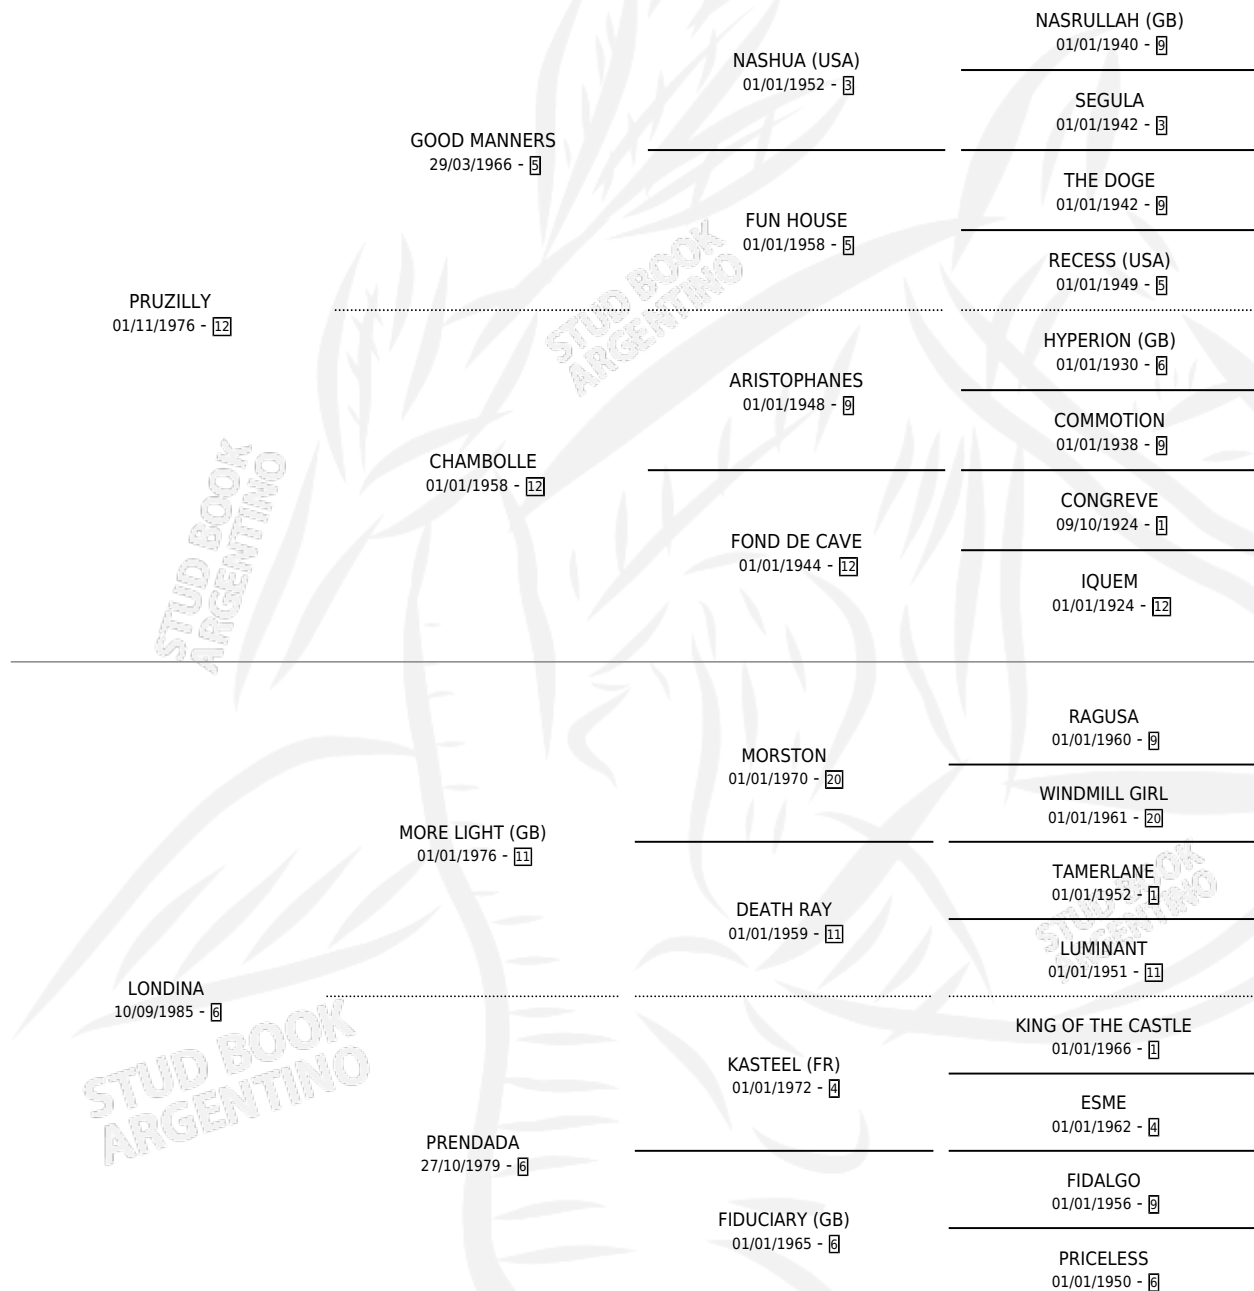 NASRULLAH (GB)
01/01/1940 - 9
NASHUA (USA)
01/01/1952 - 3
SEGULA
01/01/1942 - 3
GOOD MANNERS
29/03/1966 - 5
THE DOGE
01/01/1942 - 9
FUN HOUSE
01/01/1958 - 5
RECESS (USA)
01/01/1949 - 5
PRUZILLY
01/11/1976 - 12
HYPERION (GB)
01/01/1930 - 6
ARISTOPHANES
01/01/1948 - 9
COMMOTION
01/01/1938 - 9
CHAMBOLLE
01/01/1958 - 12
CONGREVE
09/10/1924 - 1
FOND DE CAVE
01/01/1944 - 12
IQUEM
01/01/1924 - 12
RAGUSA
01/01/1960 - 9
MORSTON
01/01/1970 - 20
WINDMILL GIRL
01/01/1961 - 20
MORE LIGHT (GB)
01/01/1976 - 11
TAMERLANE
01/01/1952 - 1
DEATH RAY
01/01/1959 - 11
LUMINANT
01/01/1951 - 11
LONDINA
10/09/1985 - 6
KING OF THE CASTLE
01/01/1966 - 1
KASTEEL (FR)
01/01/1972 - 4
ESME
01/01/1962 - 4
PRENDADA
27/10/1979 - 6
FIDALGO
01/01/1956 - 9
FIDUCIARY (GB)
01/01/1965 - 6
PRICELESS
01/01/1950 - 6
STUD BOOK
ARGENTINO
STUD BOOK
ARGENTINO
STUD BOOK
ARGENTINO
STUD BOOK
ARGENTINO